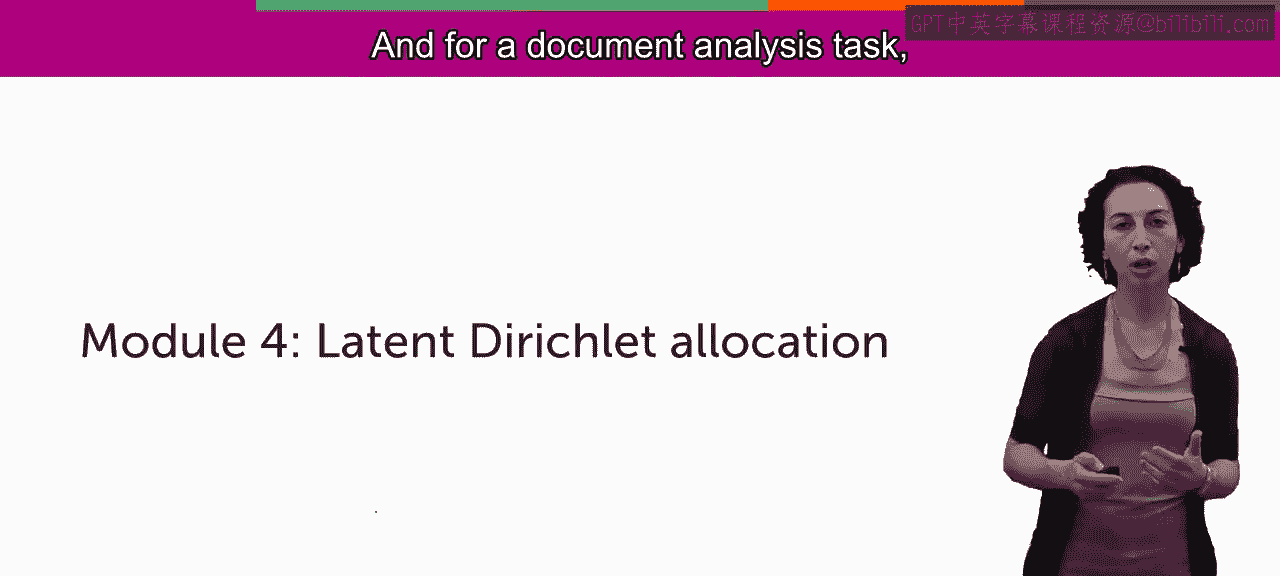 And for a document analysis task,
GPT中英字幕课程资源@bilibili.com
Module 4: Latent Dirichlet allocation